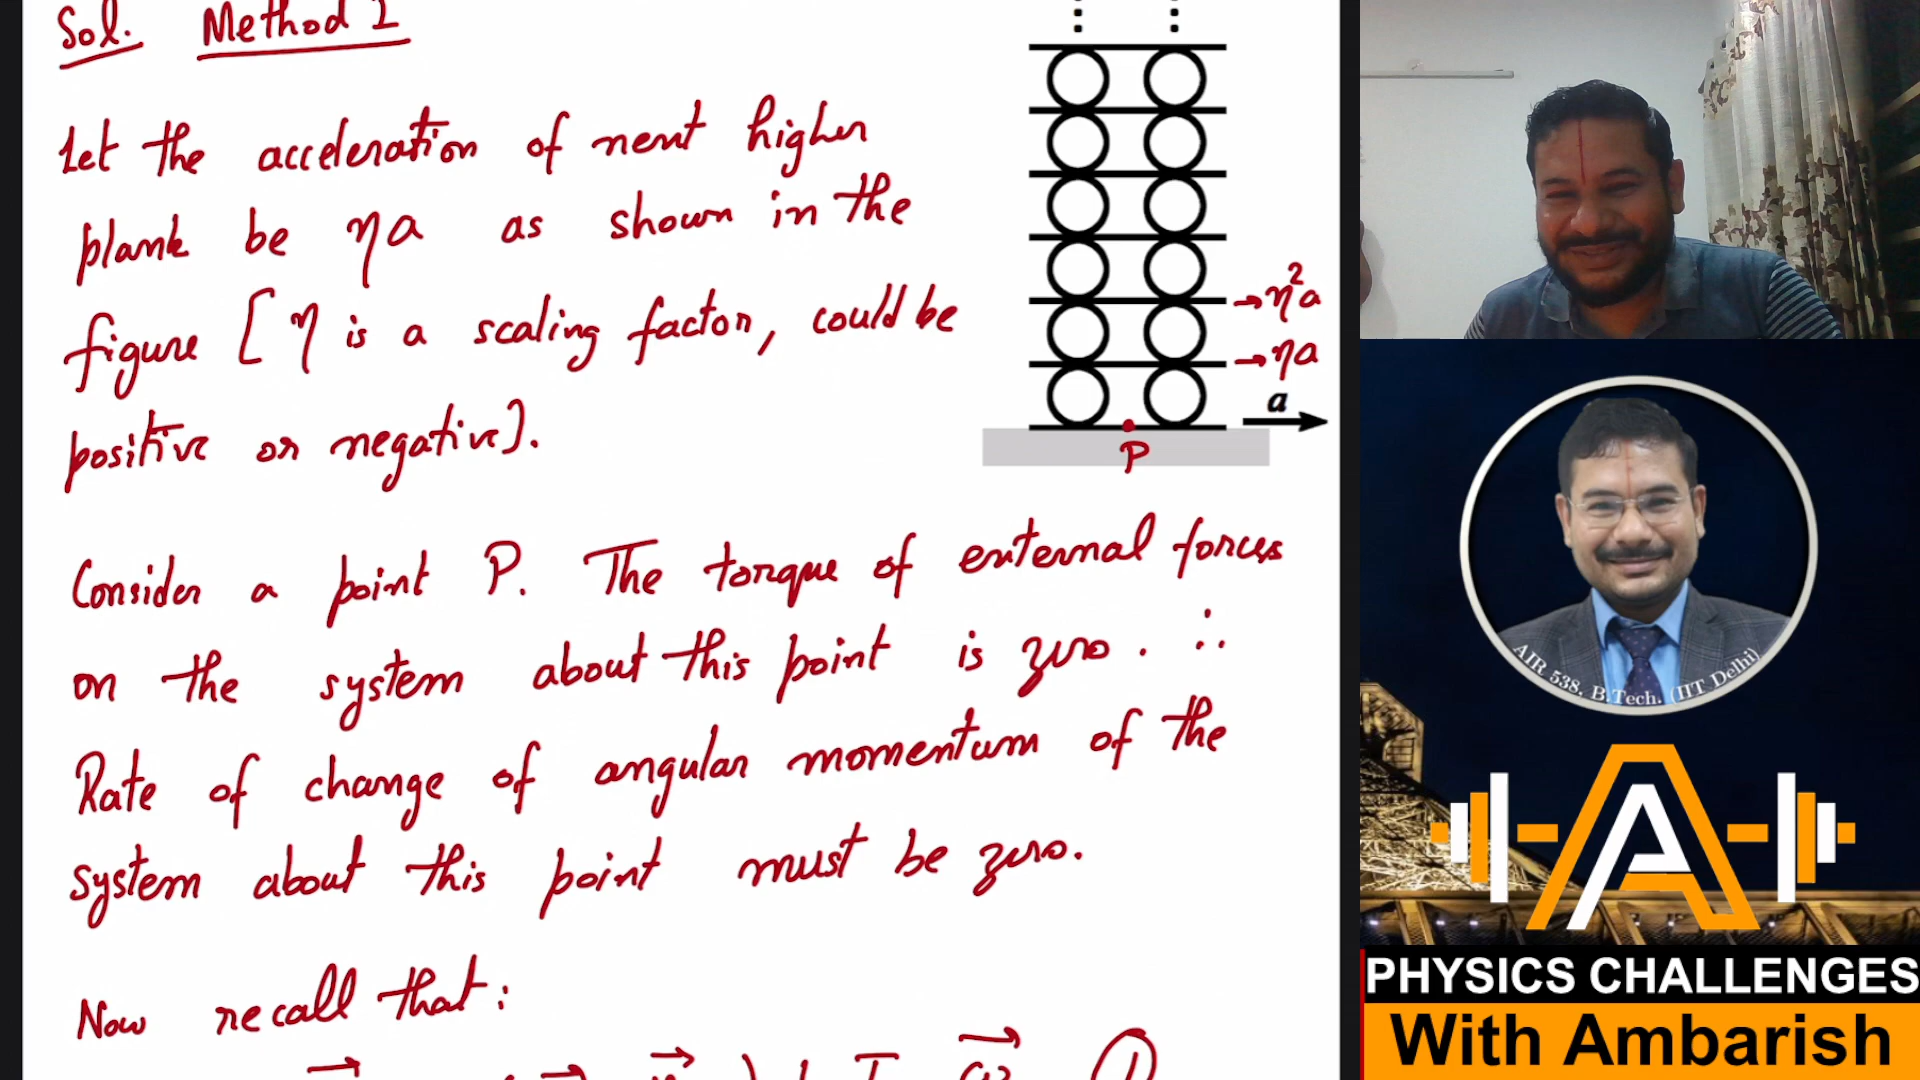 Sol. Method 1
Let the acceleration of next higher
plank be ηa as shown in the
figure [η is a scaling factor, could be
positive or negative].
→η²a
→ηa
a
P
Consider a point P. The torque of external forces
on the system about this point is zero. ∴
Rate of change of angular momentum of the
system about this point must be zero.
Now recall that:
AIR 538, B.Tech. (IIT Delhi)
A
PHYSICS CHALLENGES
With Ambarish